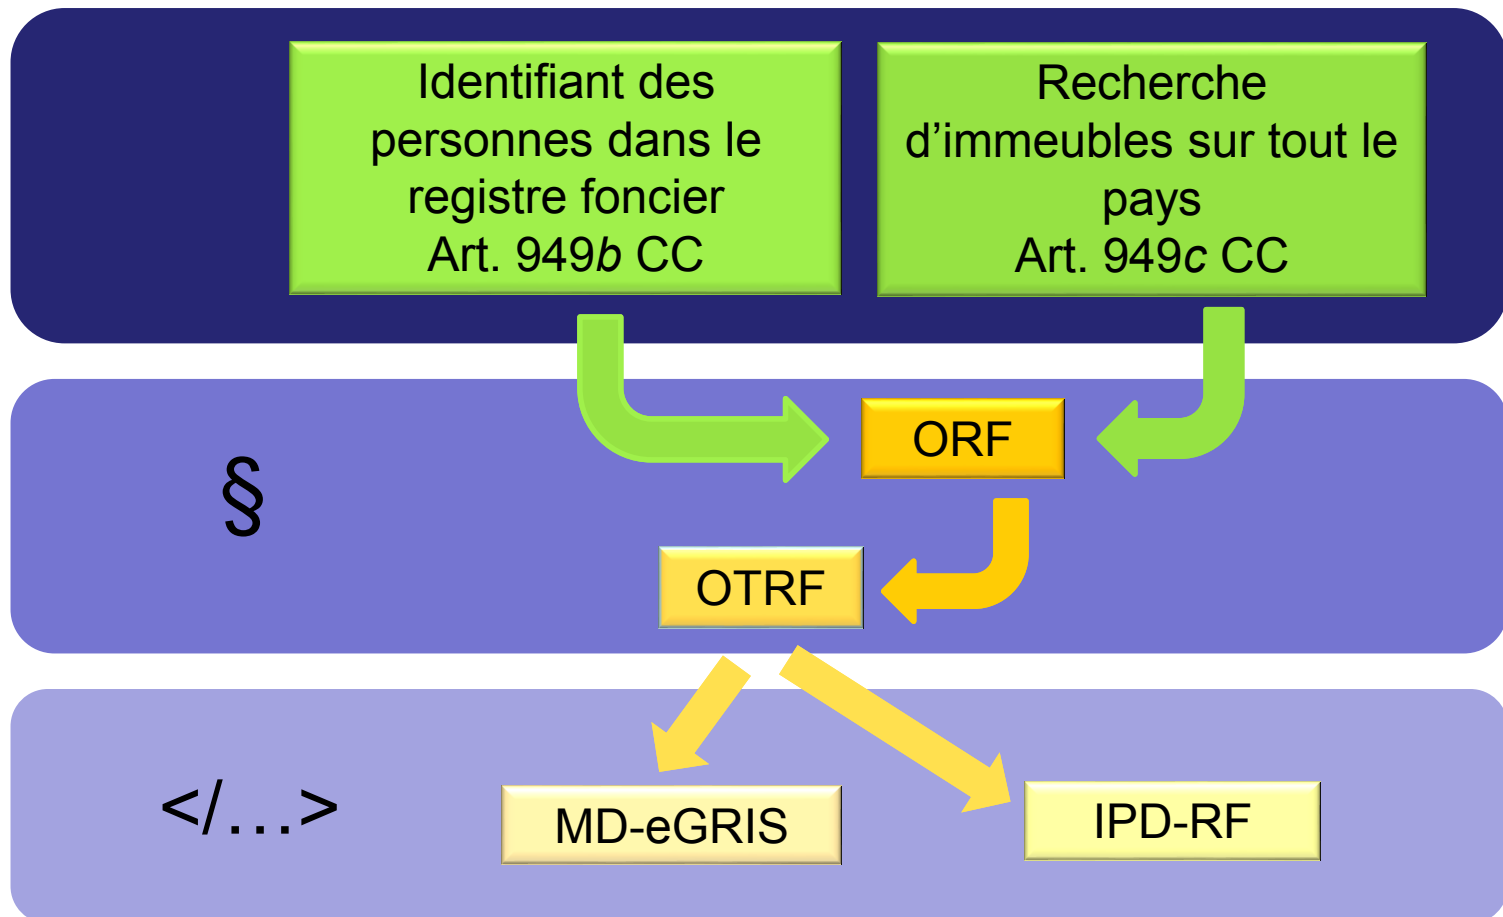 Identifiant des
personnes dans le
registre foncier
Art. 949b CC
Recherche
d’immeubles sur tout le
pays
Art. 949c CC
§
ORF
OTRF
</…>
MD-eGRIS
IPD-RF